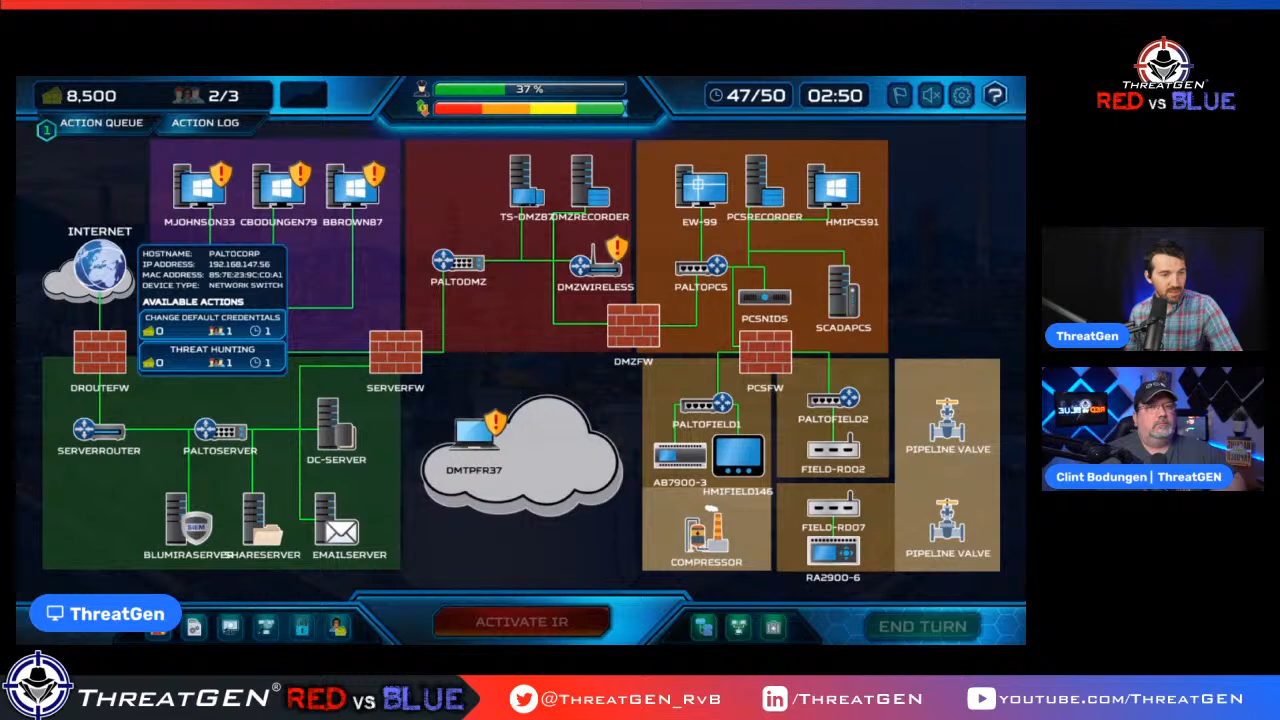 8,500
2/3
37 %
47/50
02:50
?
THREATGEN®
RED vs BLUE
1
ACTION QUEUE
ACTION LOG
MJOHNSON33
CBODUNGEN79
BBROWN87
TS-DMZ87
DMZRECORDER
EW-99
PCSRECORDER
HMIPCS91
INTERNET
HOSTNAME: PALTOCORP
IP ADDRESS: 192.168.147.56
MAC ADDRESS: 85:7E:23:9C:CD:A1
DEVICE TYPE: NETWORK SWITCH
AVAILABLE ACTIONS
CHANGE DEFAULT CREDENTIALS
0 1 1
THREAT HUNTING
0 1 1
PALTODMZ
DMZWIRELESS
PALTOPCS
PCSNIDS
SCADAPCS
DMZFW
PCSFW
DROUTEFW
SERVERFW
ThreatGen
SERVERROUTER
PALTOSERVER
DC-SERVER
DMTPFR37
PALTOFIELD1
PALTOFIELD2
PIPELINE VALVE
AB7900-3
HMIFIELD146
FIELD-RD02
Clint Bodungen | ThreatGEN
SIEM
BLUMIRASERVER
SHARESERVER
EMAILSERVER
COMPRESSOR
FIELD-RD07
RA2900-6
PIPELINE VALVE
ThreatGen
ACTIVATE IR
END TURN
THREATGEN® RED vs BLUE
@THREATGEN_RVB
in /THREATGEN
YOUTUBE.COM/THREATGEN